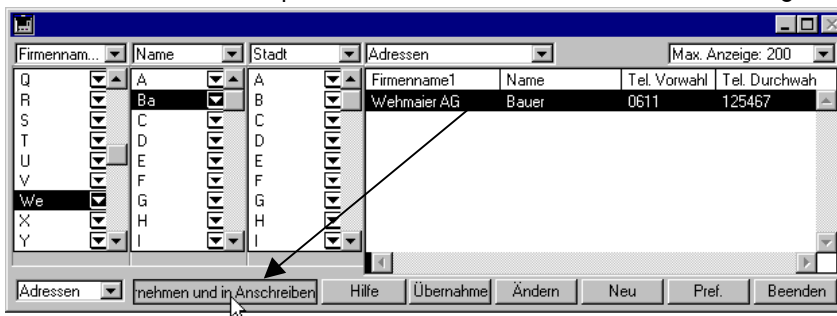 Firmennam... Name Stadt Adressen Max. Anzeige: 200
Q A A Firmenname1 Name Tel. Vorwahl Tel. Durchwah
R Ba B Wehmaier AG Bauer 0611 125467
S C C
T D D
U E E
V F F
We G G
X H H
Y I I
Adressen rnehmen und in Anschreiben Hilfe Übernahme Ändern Neu Pref. Beenden